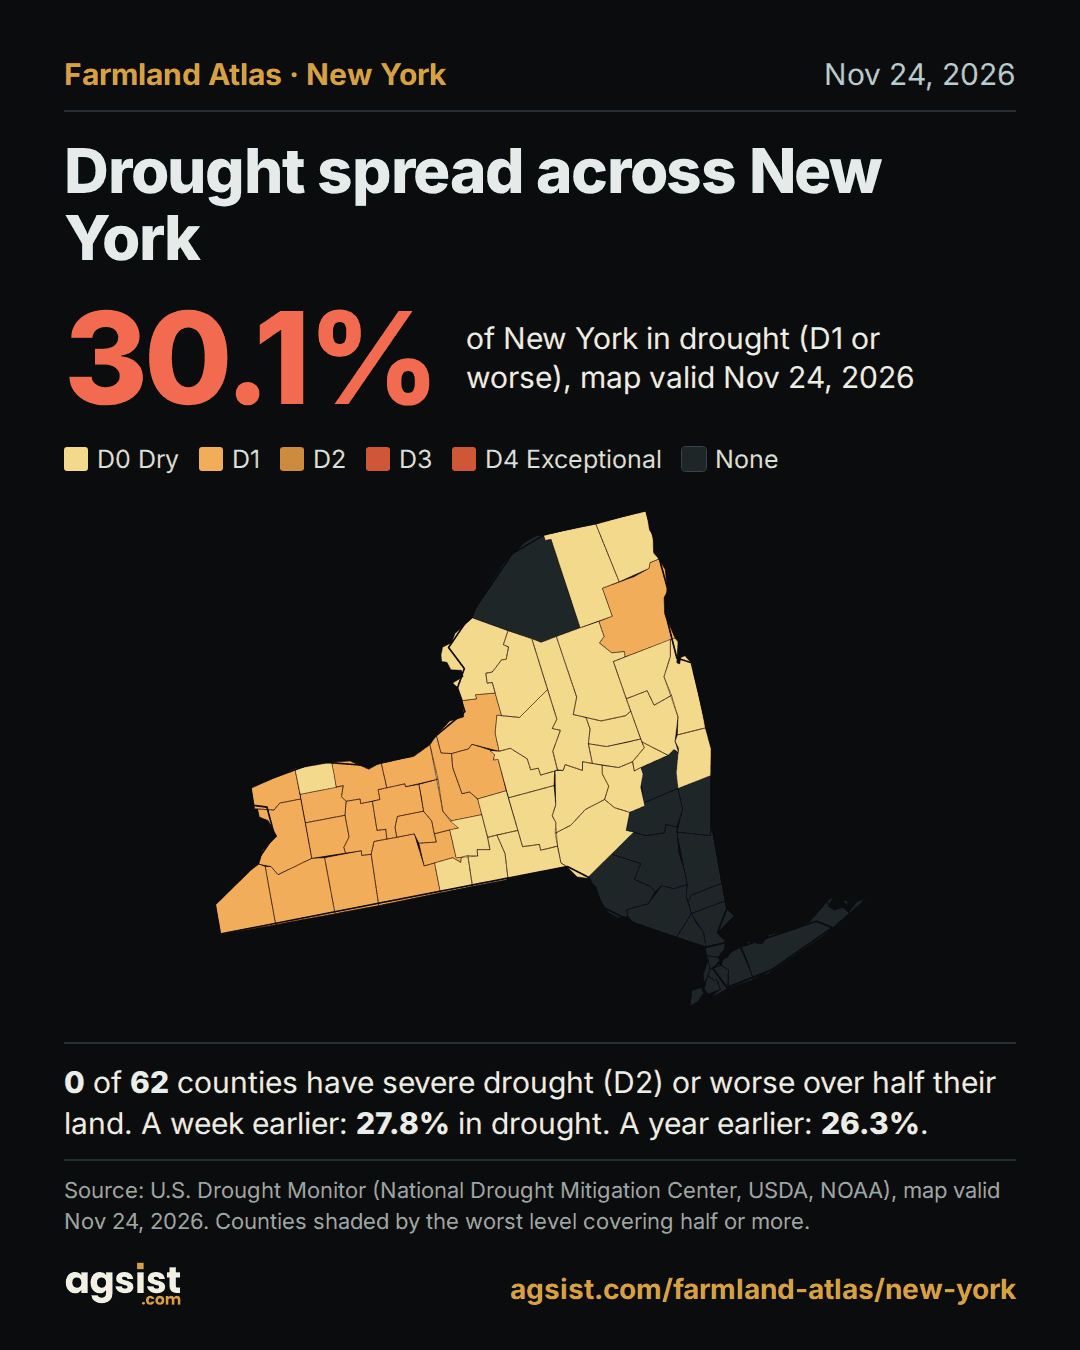 Farmland Atlas · New York
Nov 24, 2026
Drought spread across New
York
30.1%
of New York in drought (D1 or
worse), map valid Nov 24, 2026
D0 Dry D1 D2 D3 D4 Exceptional None
0 of 62 counties have severe drought (D2) or worse over half their
land. A week earlier: 27.8% in drought. A year earlier: 26.3%.
Source: U.S. Drought Monitor (National Drought Mitigation Center, USDA, NOAA), map valid
Nov 24, 2026. Counties shaded by the worst level covering half or more.
agsist
.com
agsist.com/farmland-atlas/new-york